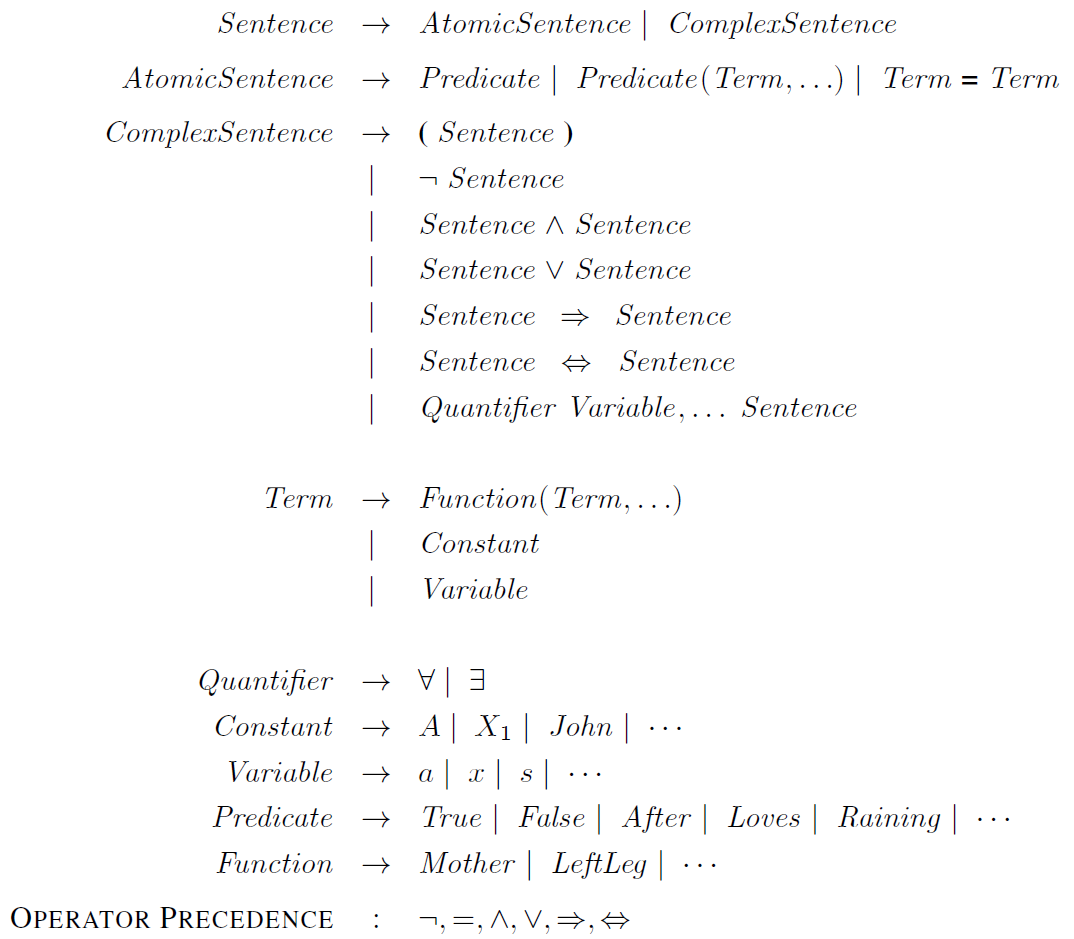 Sentence → AtomicSentence | ComplexSentence
AtomicSentence → Predicate | Predicate(Term, ...) | Term = Term
ComplexSentence → ( Sentence )
| ¬ Sentence
| Sentence ∧ Sentence
| Sentence ∨ Sentence
| Sentence ⇒ Sentence
| Sentence ⇔ Sentence
| Quantifier Variable, ... Sentence
Term → Function(Term, ...)
| Constant
| Variable
Quantifier → ∀ | ∃
Constant → A | X₁ | John | ⋯
Variable → a | x | s | ⋯
Predicate → True | False | After | Loves | Raining | ⋯
Function → Mother | LeftLeg | ⋯
OPERATOR PRECEDENCE : ¬, =, ∧, ∨, ⇒, ⇔